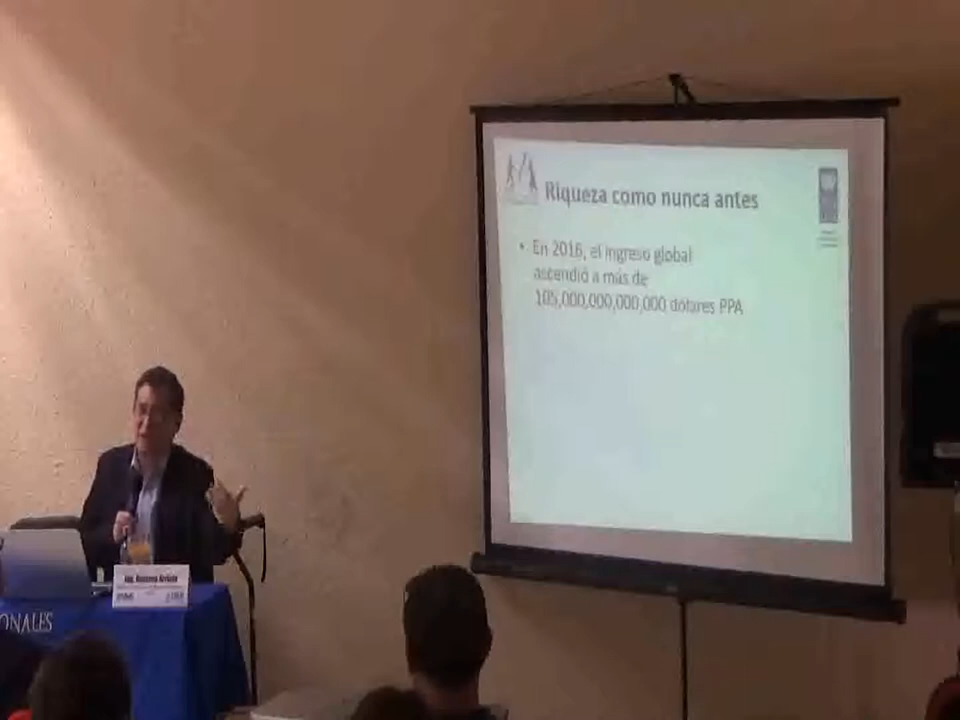 Riqueza como nunca antes
• En 2016, el ingreso global
ascendió a más de
105,000,000,000,000 dólares PPA
ONALES